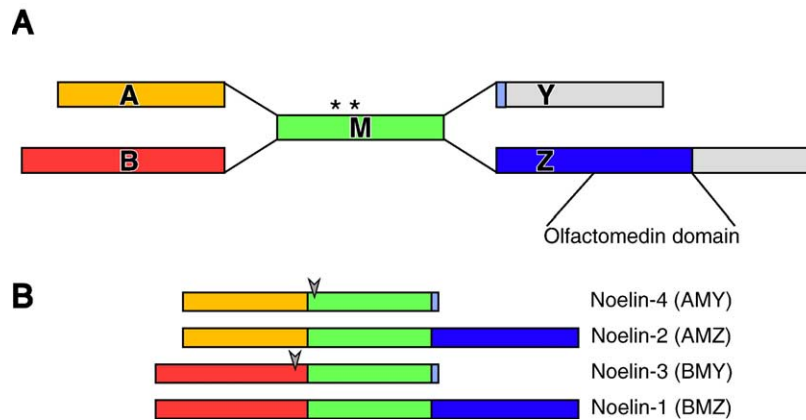 A
A
Y
* *
M
B
Z
Olfactomedin domain
B
Noelin-4 (AMY)
Noelin-2 (AMZ)
Noelin-3 (BMY)
Noelin-1 (BMZ)